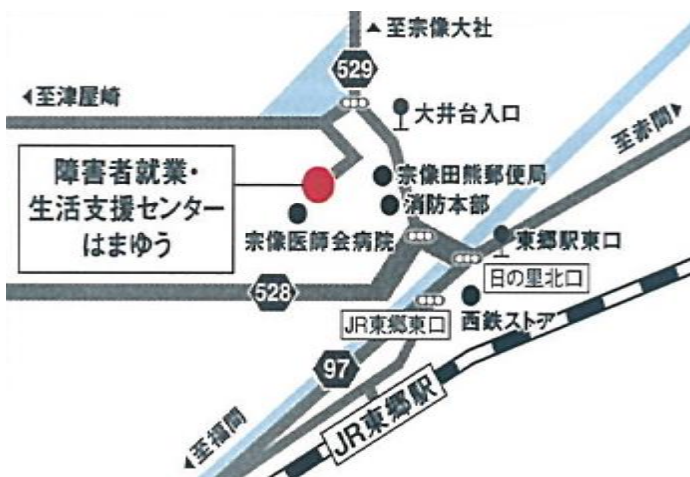 ▲至宗像大社
529
◀至津屋崎
大井台入口
至赤間▶
障害者就業・
生活支援センター
はまゆう
宗像田熊郵便局
消防本部
宗像医師会病院
東郷駅東口
日の里北口
528
JR東郷東口
西鉄ストア
97
JR東郷駅
◀至福間